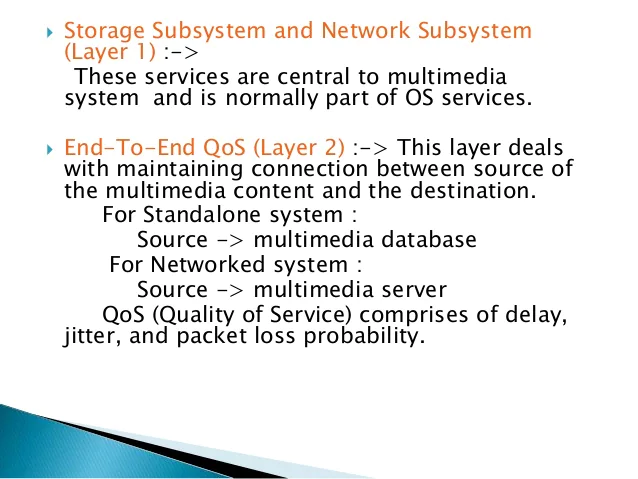 Storage Subsystem and Network Subsystem
(Layer 1) :->
These services are central to multimedia
system and is normally part of OS services.
End-To-End QoS (Layer 2) :-> This layer deals
with maintaining connection between source of
the multimedia content and the destination.
For Standalone system :
Source -> multimedia database
For Networked system :
Source -> multimedia server
QoS (Quality of Service) comprises of delay,
jitter, and packet loss probability.